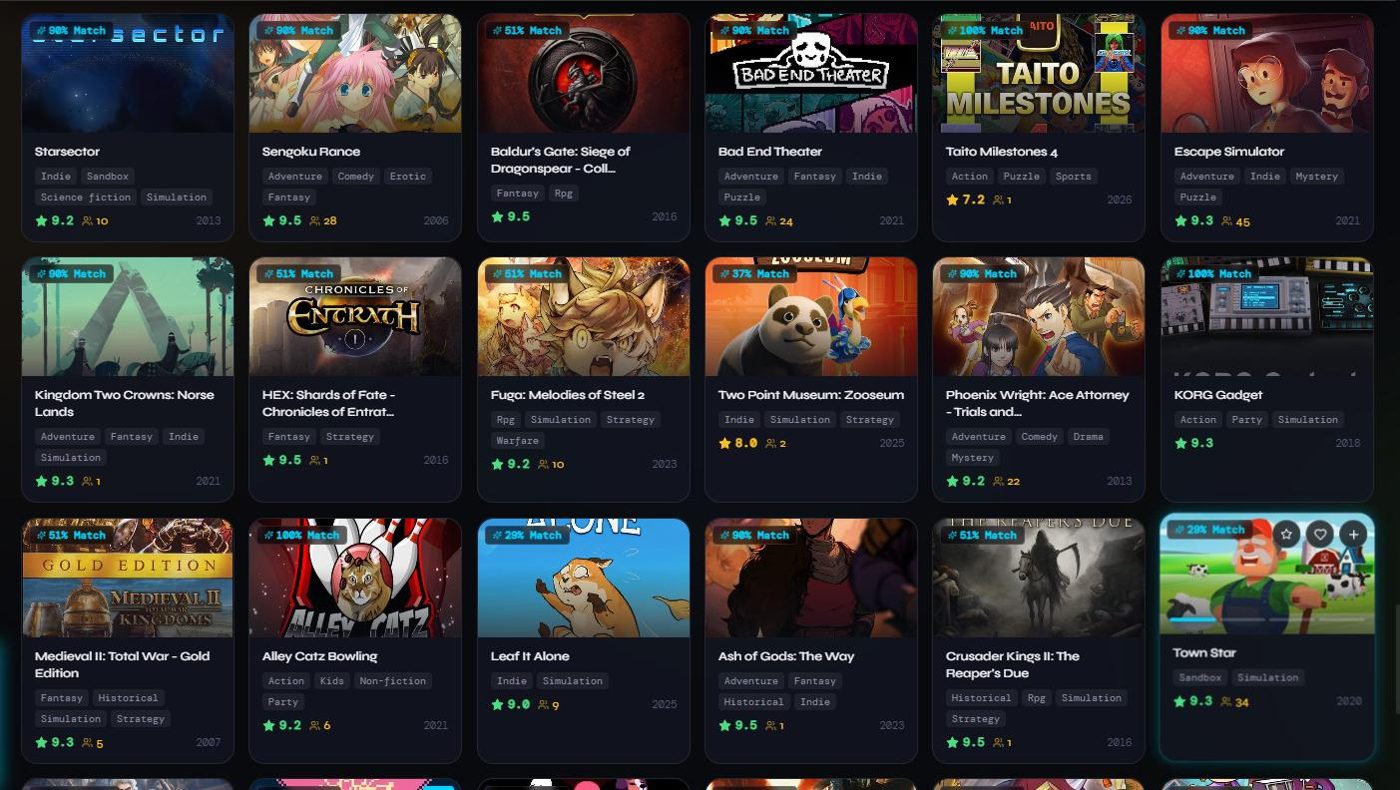 90% Match
starsector
Starsector
Indie Sandbox
Science fiction Simulation
9.2 10 2013
90% Match
Sengoku Rance
Adventure Comedy Erotic
Fantasy
9.5 28 2006
51% Match
Baldur's Gate: Siege of
Dragonspear - Coll...
Fantasy Rpg
9.5 2016
90% Match
BAD END THEATER
Bad End Theater
Adventure Fantasy Indie
Puzzle
9.5 24 2021
100% Match
TAITO
TAITO
MILESTONES
Taito Milestones 4
Action Puzzle Sports
7.2 1 2026
90% Match
Escape Simulator
Adventure Indie Mystery
Puzzle
9.3 45 2021
90% Match
Kingdom Two Crowns: Norse
Lands
Adventure Fantasy Indie
Simulation
9.3 1 2021
51% Match
CHRONICLES OF
ENTRATH
I
HEX: Shards of Fate -
Chronicles of Entrat...
Fantasy Strategy
9.5 1 2016
51% Match
Fuga: Melodies of Steel 2
Rpg Simulation Strategy
Warfare
9.2 10 2023
37% Match
ZOOSEUM
Two Point Museum: Zooseum
Indie Simulation Strategy
8.0 2 2025
90% Match
Phoenix Wright: Ace Attorney
- Trials and...
Adventure Comedy Drama
Mystery
9.2 22 2013
100% Match
KORG Gadget
KORG Gadget
Action Party Simulation
9.3 2018
51% Match
GOLD EDITION
MEDIEVAL II
TOTAL WAR
KINGDOMS
Medieval II: Total War - Gold
Edition
Fantasy Historical
Simulation Strategy
9.3 5 2007
100% Match
ALLEY CATZ
Alley Catz Bowling
Action Kids Non-fiction
Party
9.2 6 2021
29% Match
ALONE
Leaf It Alone
Indie Simulation
9.0 9 2025
90% Match
Ash of Gods: The Way
Adventure Fantasy
Historical Indie
9.5 1 2023
51% Match
THE REAPER'S DUE
Crusader Kings II: The
Reaper's Due
Historical Rpg Simulation
Strategy
9.5 1 2016
29% Match
Town Star
Sandbox Simulation
9.3 34 2020